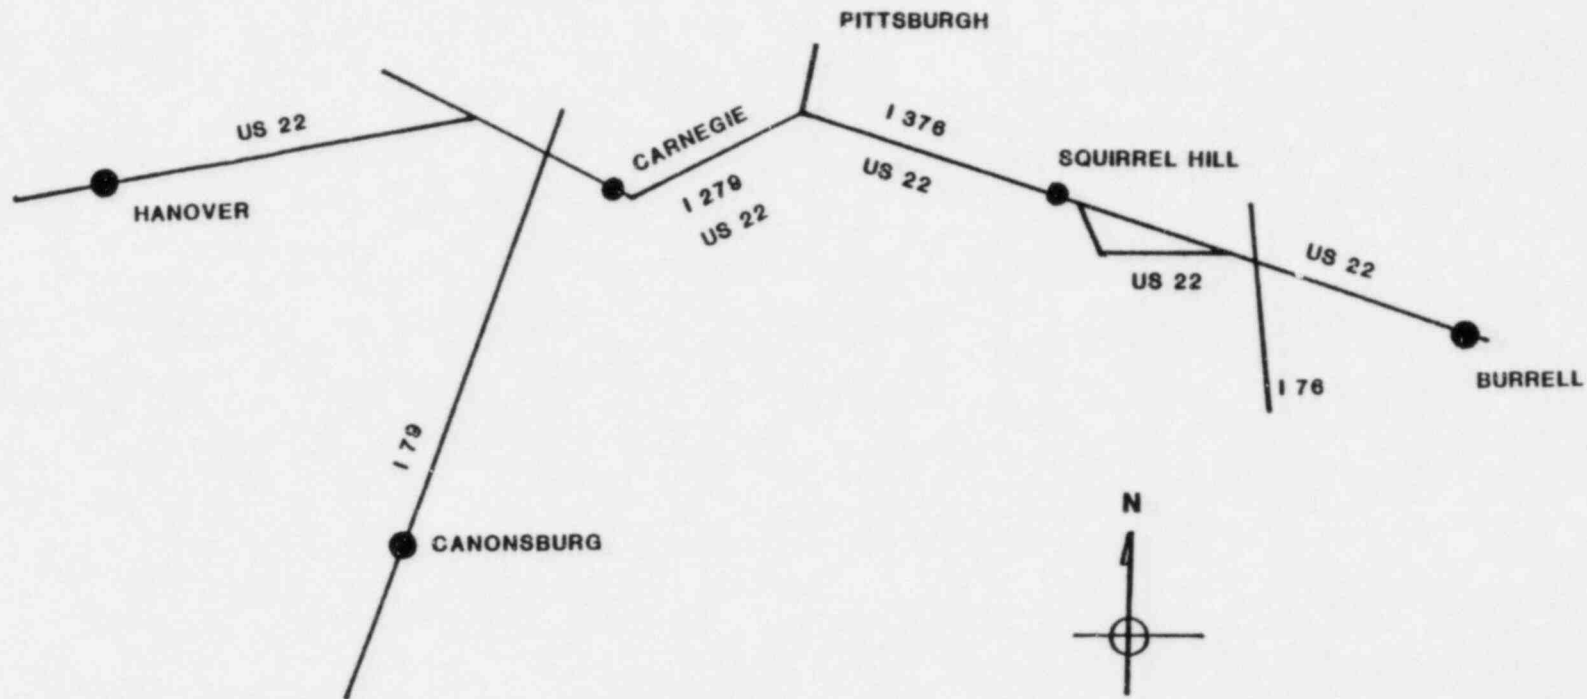 PITTSBURGH
US 22
CARNEGIE
I 376
SQUIRREL HILL
US 22
HANOVER
I 279
US 22
US 22
US 22
I 76
BURRELL
I 79
CANONSBURG
N